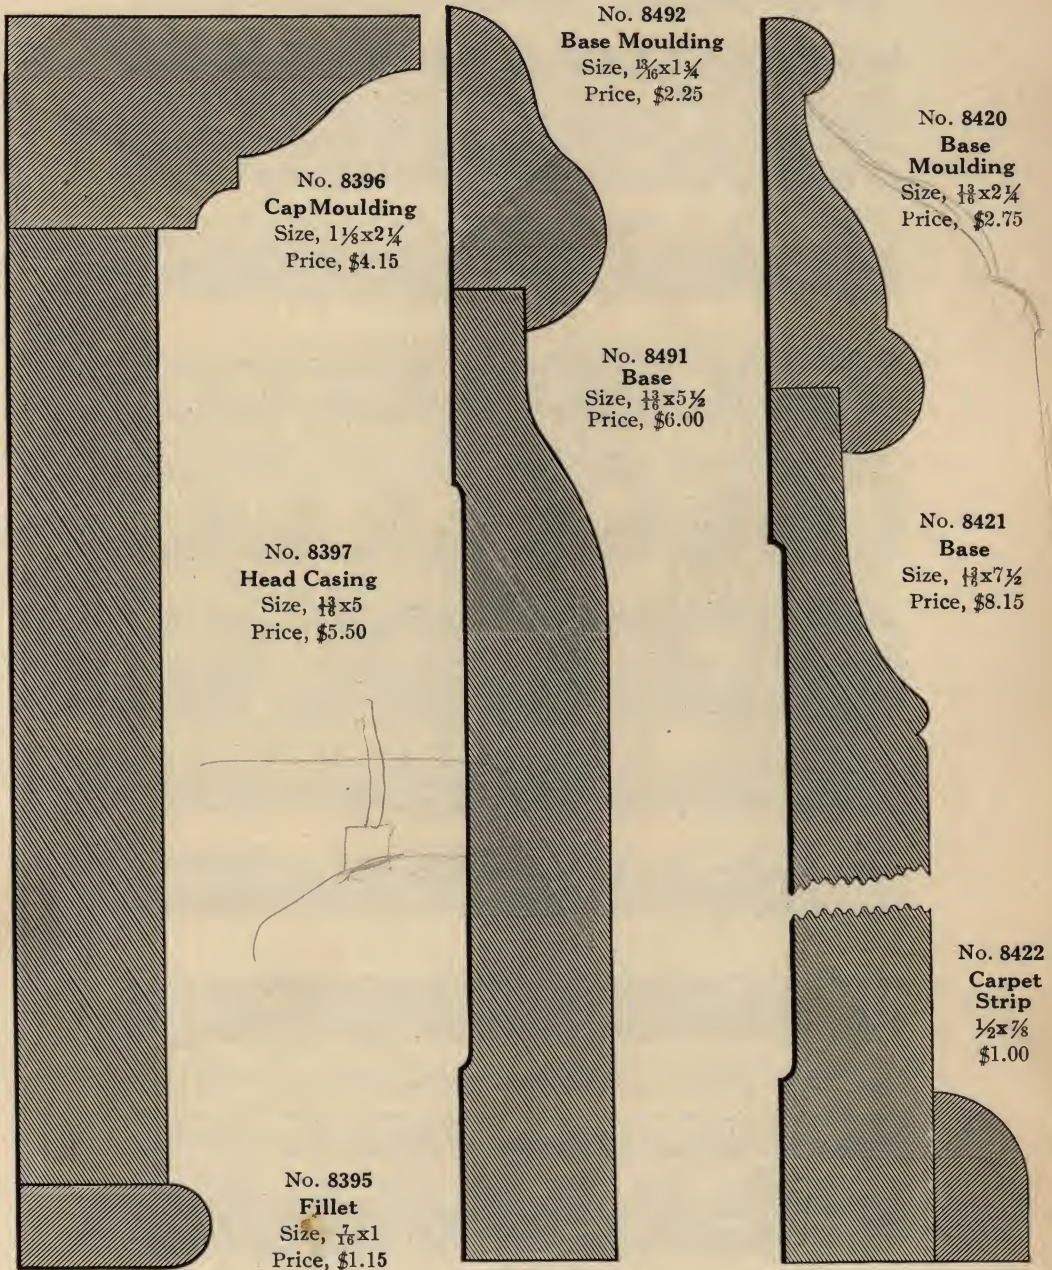 No. 8492
Base Moulding
Size, 13/16x1¾
Price, $2.25
No. 8420
Base
Moulding
Size, 13/16x2¼
Price, $2.75
No. 8396
Cap Moulding
Size, 1⅛x2¼
Price, $4.15
No. 8491
Base
Size, 13/16x5½
Price, $6.00
No. 8397
Head Casing
Size, 13/16x5
Price, $5.50
No. 8421
Base
Size, 13/16x7½
Price, $8.15
No. 8422
Carpet
Strip
½x⅞
$1.00
No. 8395
Fillet
Size, 7/16x1
Price, $1.15